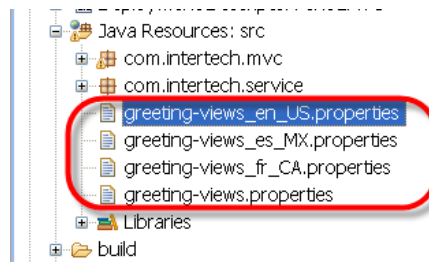 Java Resources: src
com.intertech.mvc
com.intertech.service
greeting-views_en_US.properties
greeting-views_es_MX.properties
greeting-views_fr_CA.properties
greeting-views.properties
Libraries
build